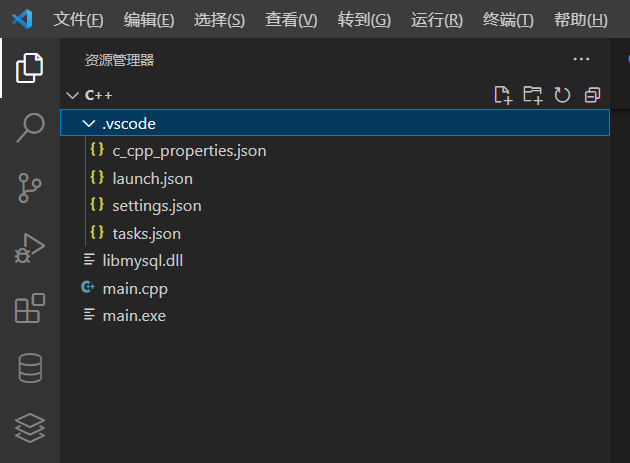 文件(F) 编辑(E) 选择(S) 查看(V) 转到(G) 运行(R) 终端(T) 帮助(H)
资源管理器
C++
.vscode
c_cpp_properties.json
launch.json
settings.json
tasks.json
libmysql.dll
main.cpp
main.exe